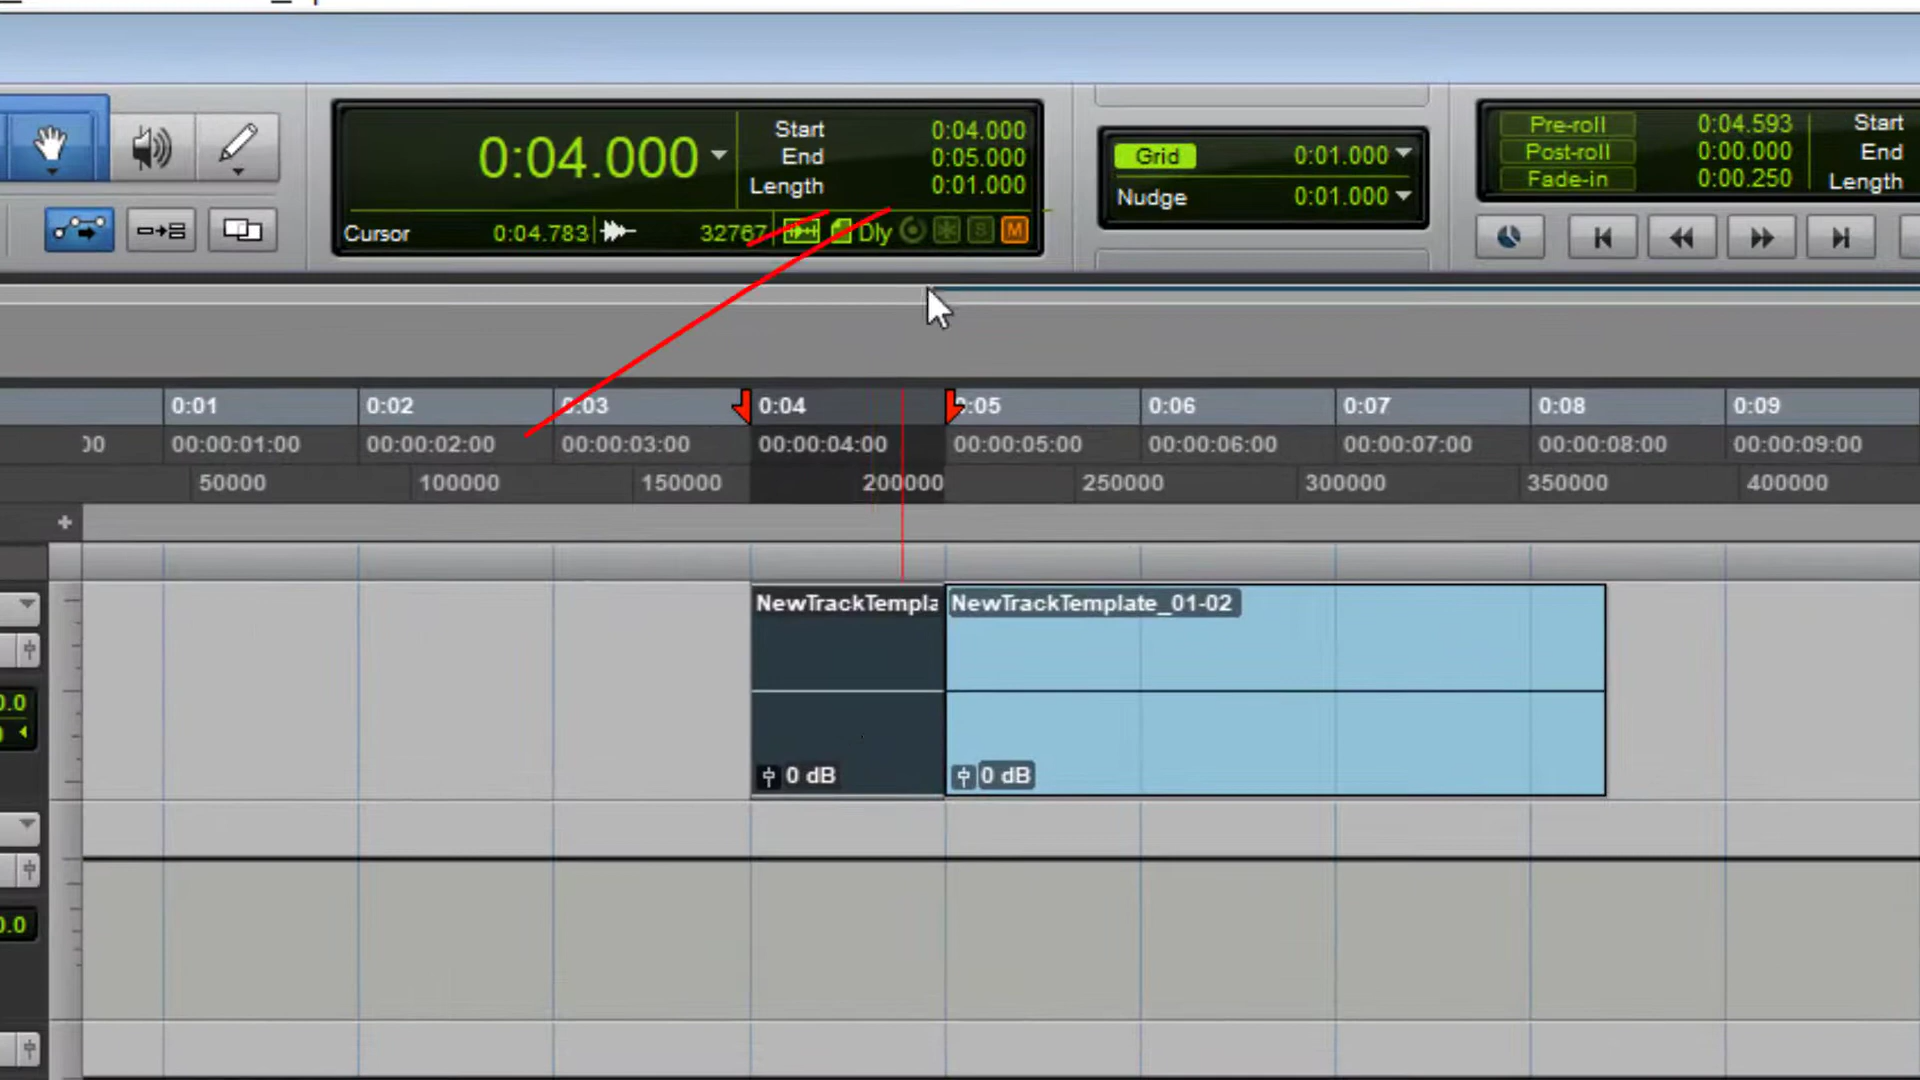 0:04.000
Start 0:04.000
End 0:05.000
Length 0:01.000
Cursor 0:04.783 32767 Dly S M
Grid 0:01.000
Nudge 0:01.000
Pre-roll 0:04.593
Post-roll 0:00.000
Fade-in 0:00.250
Start
End
Length
0:01 0:02 0:03 0:04 0:05 0:06 0:07 0:08 0:09
00 00:00:01:00 00:00:02:00 00:00:03:00 00:00:04:00 00:00:05:00 00:00:06:00 00:00:07:00 00:00:08:00 00:00:09:00
50000 100000 150000 200000 250000 300000 350000 400000
+
NewTrackTempla NewTrackTemplate_01-02
0.0
0 dB 0 dB
0.0